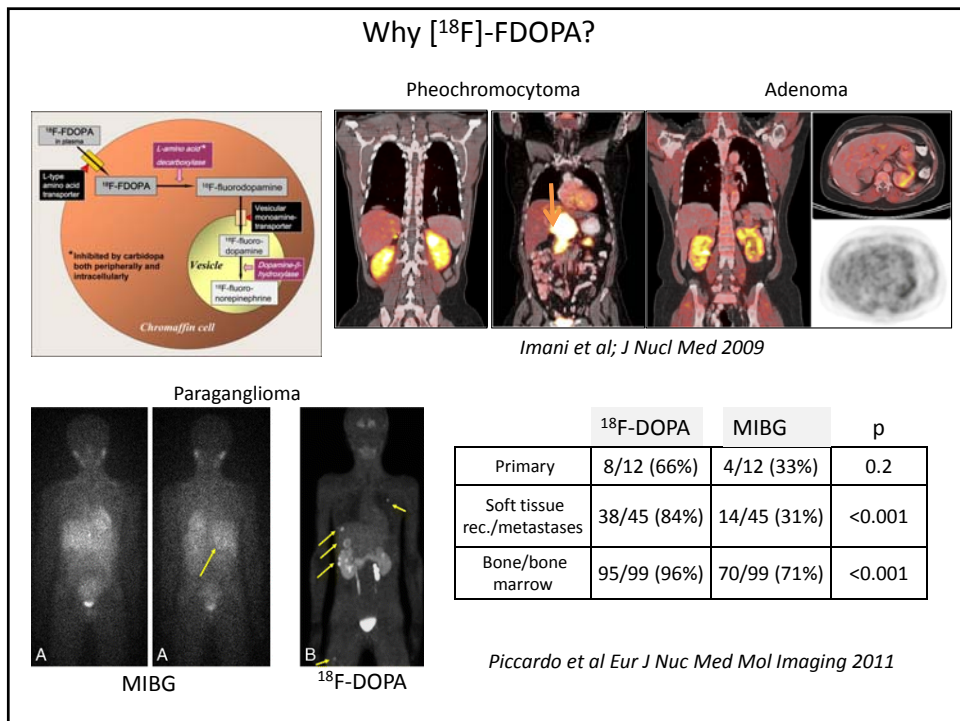 Why [¹⁸F]-FDOPA?
Pheochromocytoma
Adenoma
¹⁸F-FDOPA
in plasma
L-amino acid*
decarboxylase
L-type
amino acid
transporter
¹⁸F-FDOPA
¹⁸F-fluorodopamine
Vesicular
monoamine-
transporter
¹⁸F-fluoro-
dopamine
*Inhibited by carbidopa
both peripherally and
intracellularly
Vesicle
Dopamine-β-
hydroxylase
¹⁸F-fluoro-
norepinephrine
Chromaffin cell
Imani et al; J Nucl Med 2009
Paraganglioma
A
A
B
MIBG
¹⁸F-DOPA
¹⁸F-DOPA MIBG p
Primary 8/12 (66%) 4/12 (33%) 0.2
Soft tissue
rec./metastases 38/45 (84%) 14/45 (31%) <0.001
Bone/bone
marrow 95/99 (96%) 70/99 (71%) <0.001
Piccardo et al Eur J Nuc Med Mol Imaging 2011